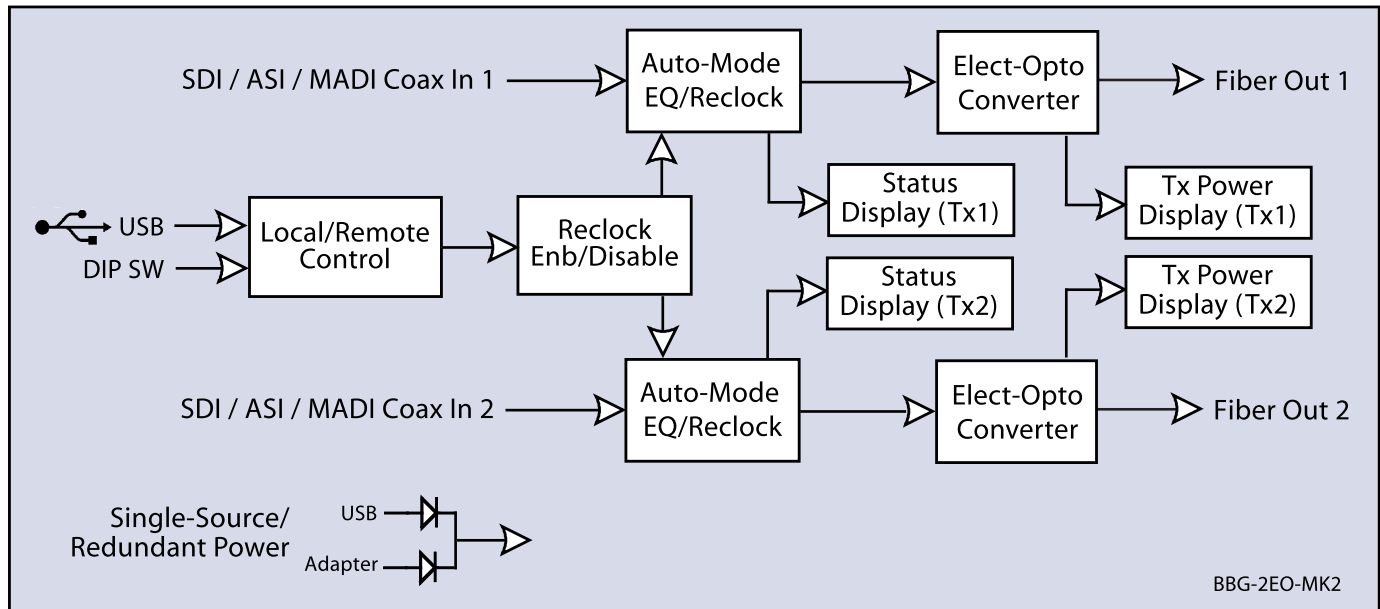 SDI / ASI / MADI Coax In 1
Auto-Mode
EQ/Reclock
Elect-Opto
Converter
Fiber Out 1
Status
Display (Tx1)
Tx Power
Display (Tx1)
USB
DIP SW
Local/Remote
Control
Reclock
Enb/Disable
Status
Display (Tx2)
Tx Power
Display (Tx2)
SDI / ASI / MADI Coax In 2
Auto-Mode
EQ/Reclock
Elect-Opto
Converter
Fiber Out 2
Single-Source/
Redundant Power
USB
Adapter
BBG-2EO-MK2